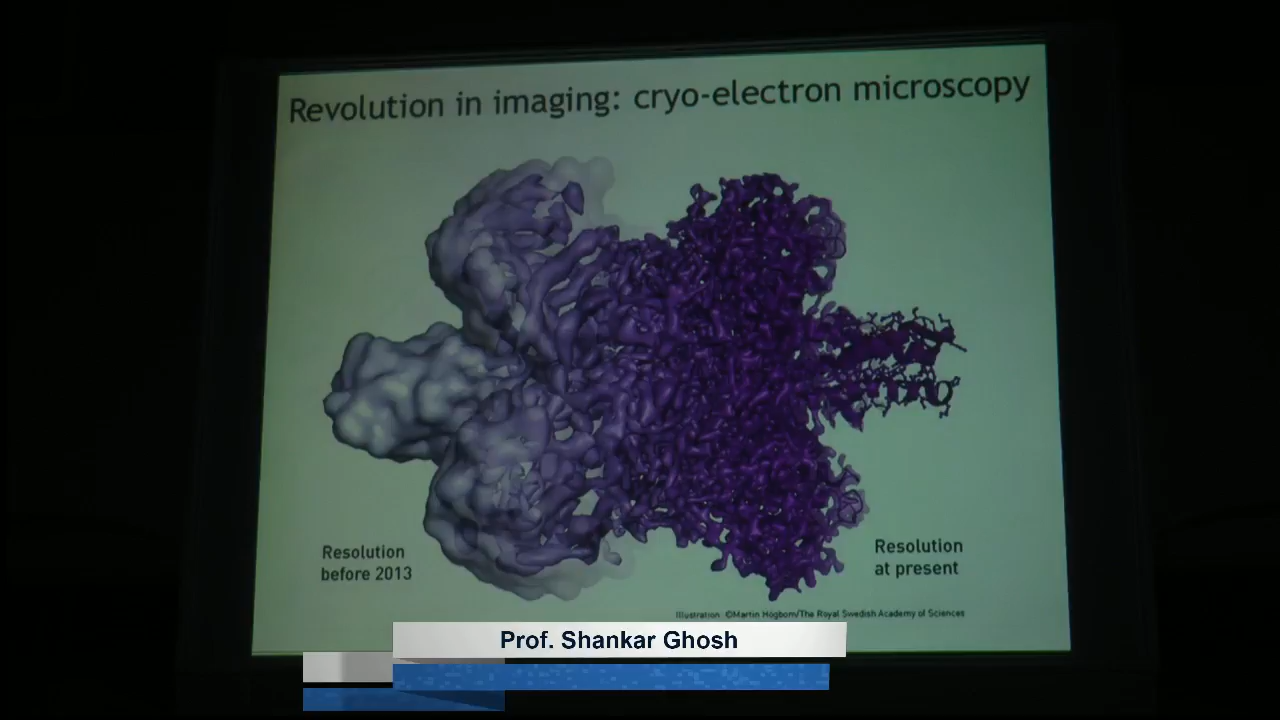 Revolution in imaging: cryo-electron microscopy
Resolution
before 2013
Resolution
at present
Illustration: ©Martin Högbom/The Royal Swedish Academy of Sciences
Prof. Shankar Ghosh